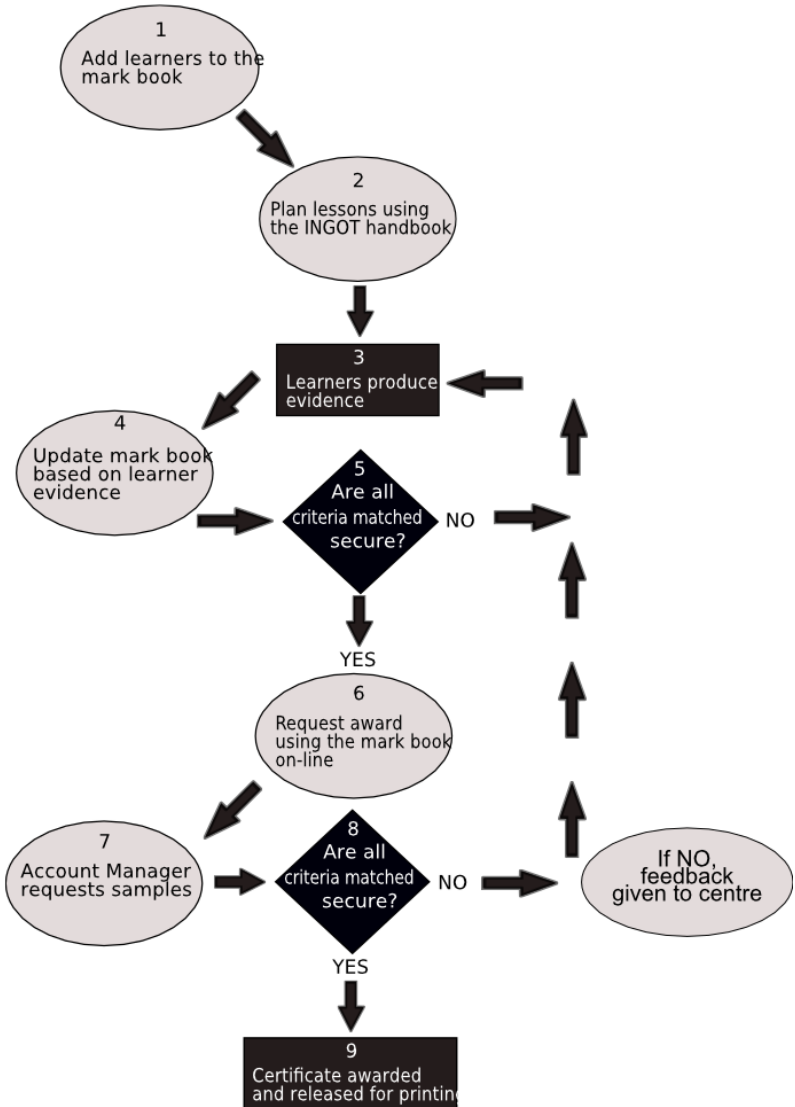 1
Add learners to the
mark book
2
Plan lessons using
the INGOT handbook
3
Learners produce
evidence
4
Update mark book
based on learner
evidence
5
Are all
criteria matched
secure?
NO
YES
6
Request award
using the mark book
on-line
7
Account Manager
requests samples
8
Are all
criteria matched
secure?
NO
If NO,
feedback
given to centre
YES
9
Certificate awarded
and released for printing